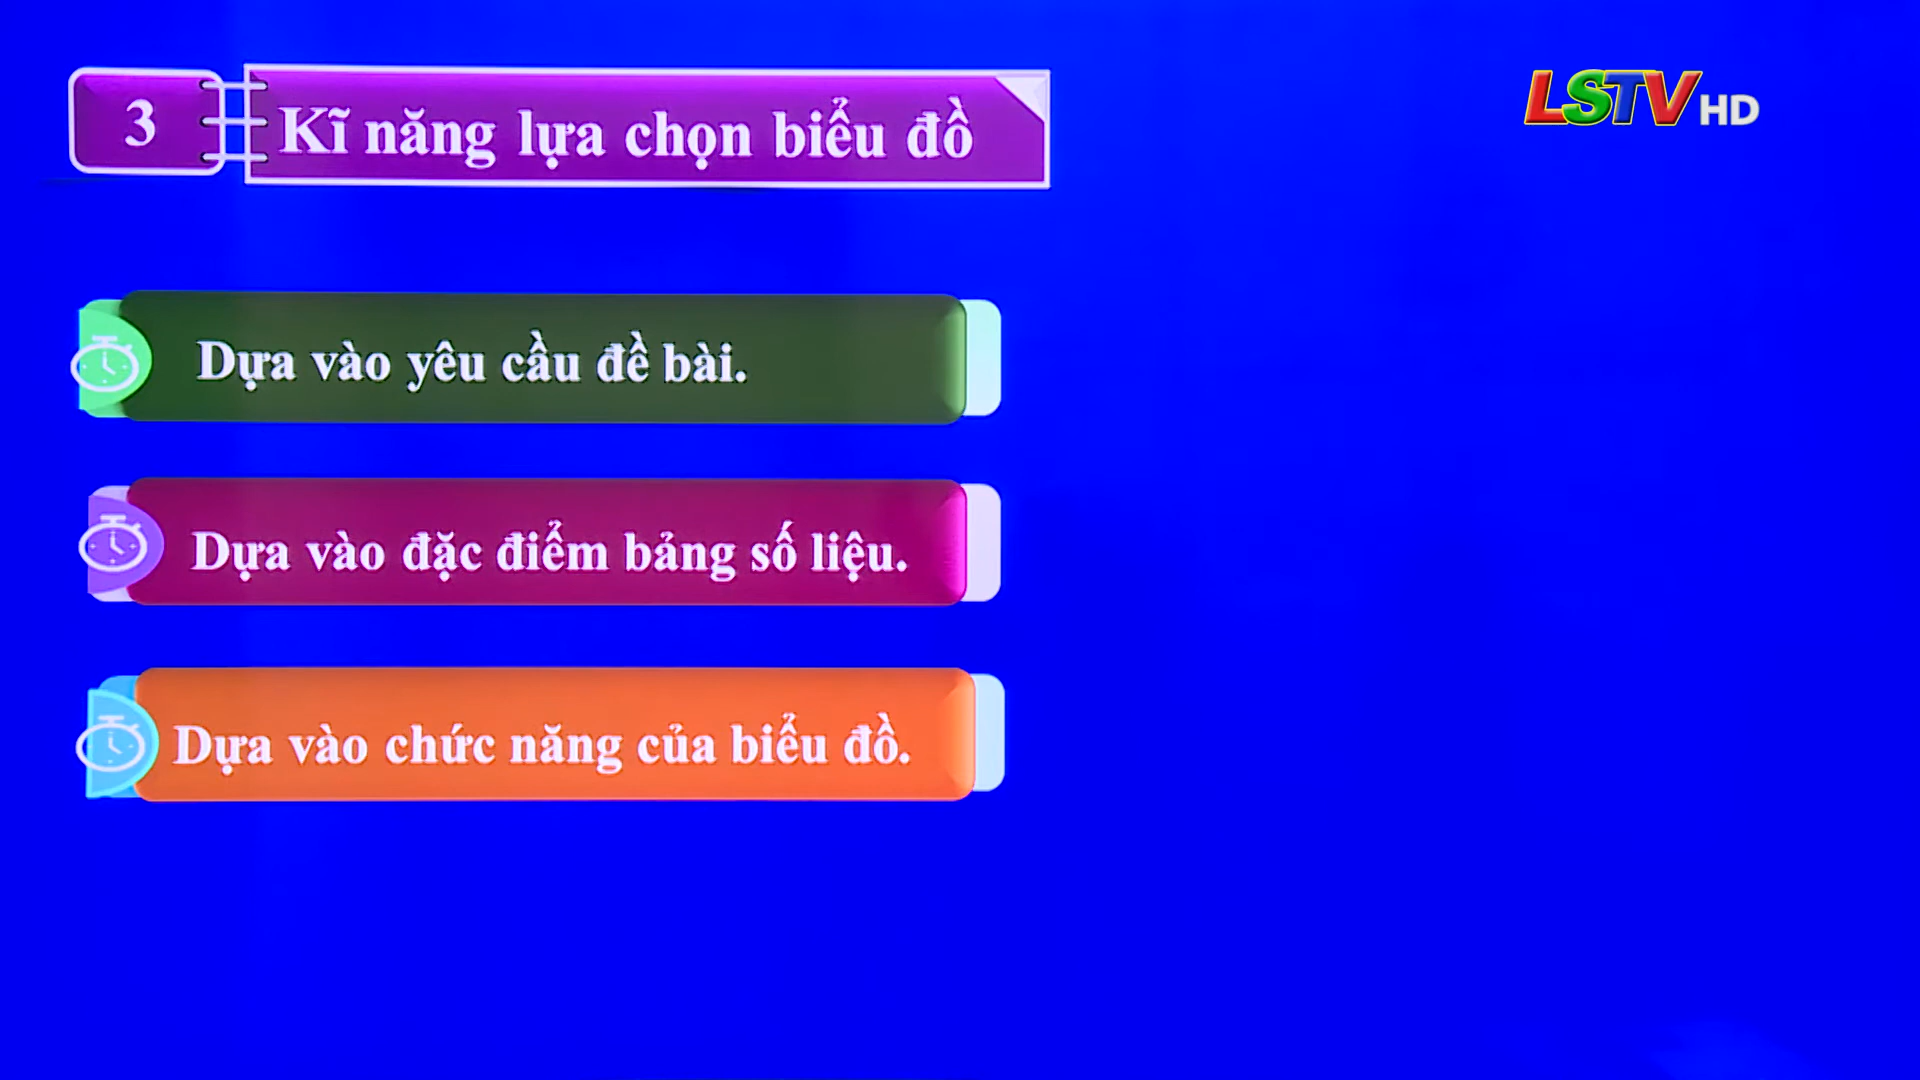 3
Kĩ năng lựa chọn biểu đồ
LSTV HD
Dựa vào yêu cầu đề bài.
Dựa vào đặc điểm bảng số liệu.
Dựa vào chức năng của biểu đồ.